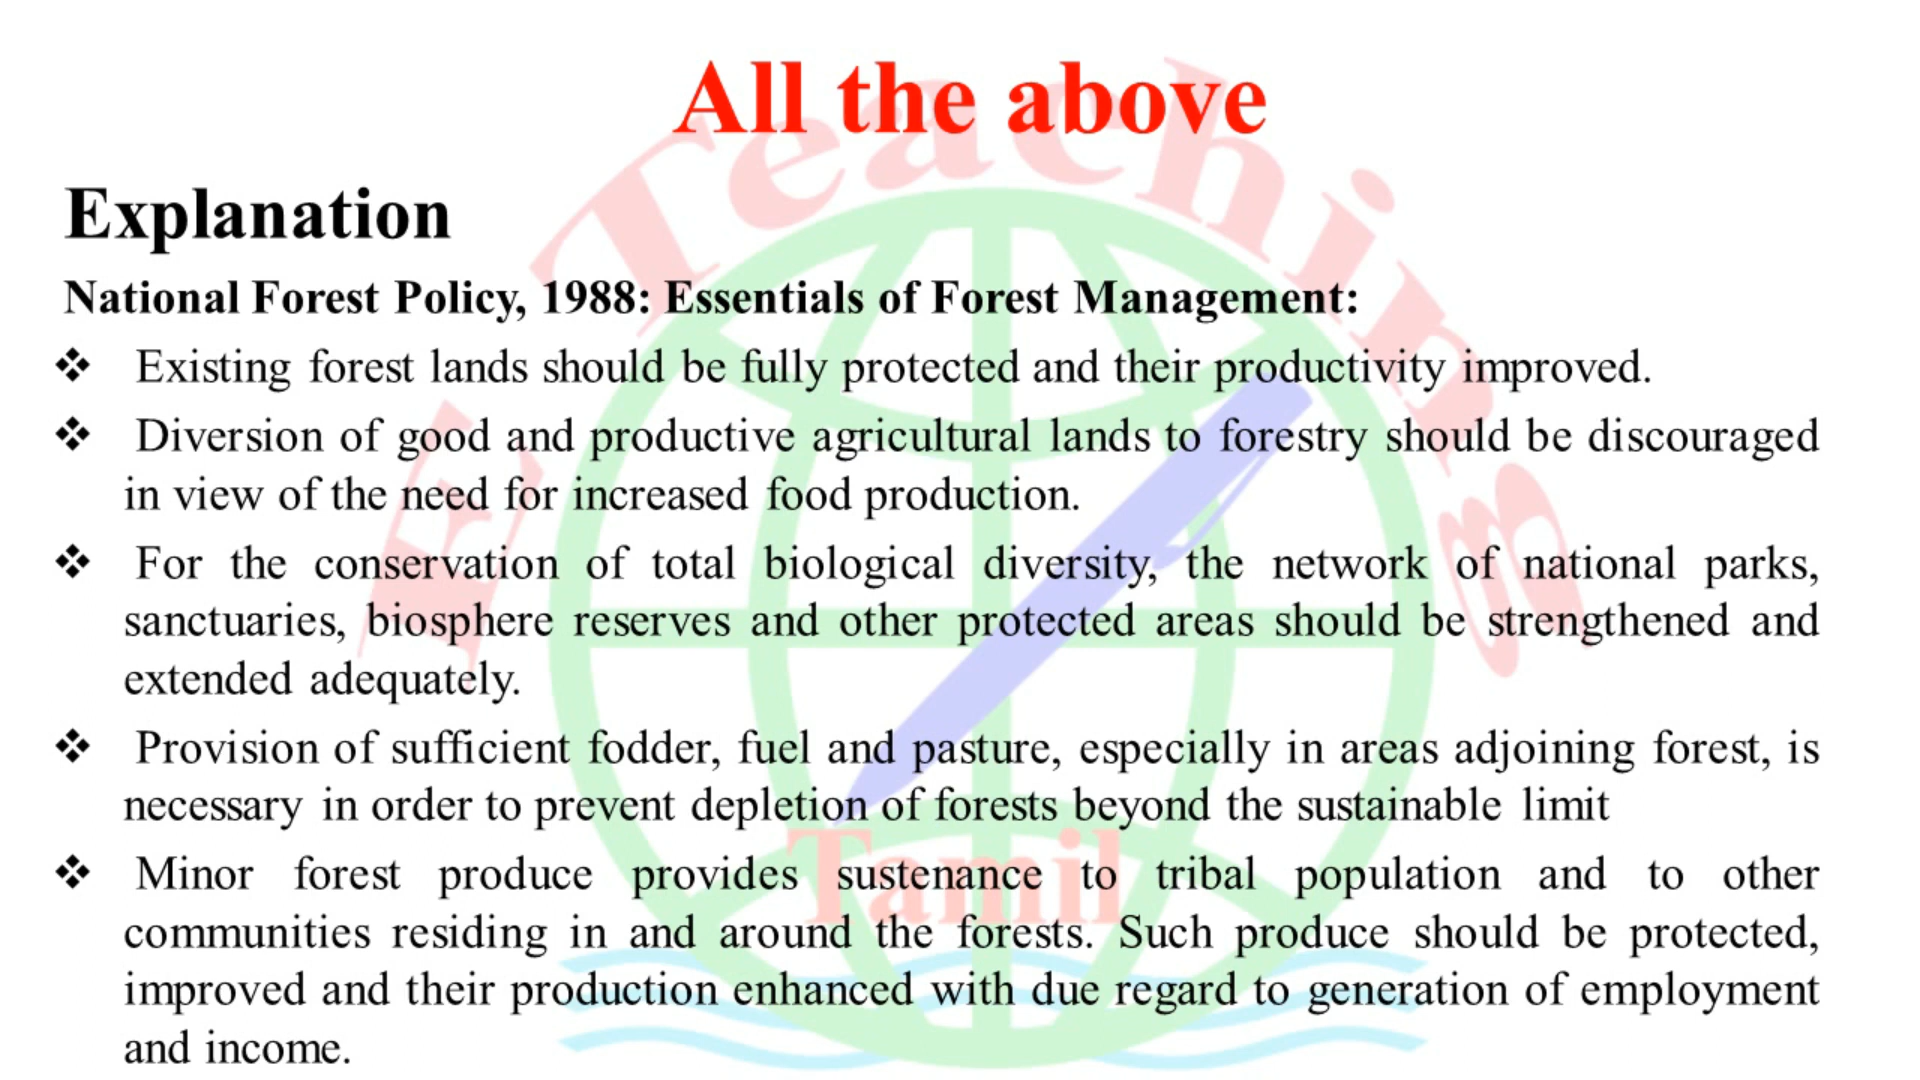 All the above
Explanation
National Forest Policy, 1988: Essentials of Forest Management:
❖ Existing forest lands should be fully protected and their productivity improved.
❖ Diversion of good and productive agricultural lands to forestry should be discouraged
in view of the need for increased food production.
❖ For the conservation of total biological diversity, the network of national parks,
sanctuaries, biosphere reserves and other protected areas should be strengthened and
extended adequately.
❖ Provision of sufficient fodder, fuel and pasture, especially in areas adjoining forest, is
necessary in order to prevent depletion of forests beyond the sustainable limit
❖ Minor forest produce provides sustenance to tribal population and to other
communities residing in and around the forests. Such produce should be protected,
improved and their production enhanced with due regard to generation of employment
and income.
E Teaching
Tamil